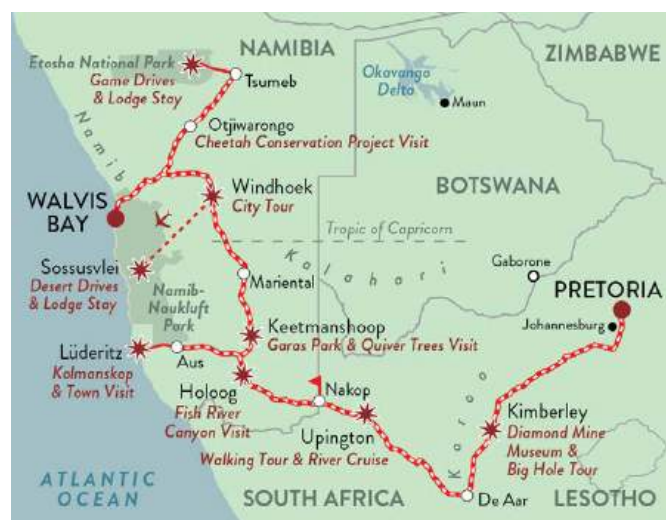 NAMIBIA
ZIMBABWE
Etosha National Park
Game Drives
& Lodge Stay
Tsumeb
Okavango
Delta
Maun
Otjiwarongo
Cheetah Conservation Project Visit
Namib
WALVIS
BAY
Windhoek
City Tour
BOTSWANA
Tropic of Capricorn
Kalahari
Sossusvlei
Desert Drives
& Lodge Stay
Namib-
Naukluft
Park
Mariental
Gaborone
PRETORIA
Johannesburg
Keetmanshoop
Garas Park & Quiver Trees Visit
Lüderitz
Kolmanskop
& Town Visit
Aus
Holoog
Fish River
Canyon Visit
Nakop
Upington
Walking Tour & River Cruise
Karoo
Kimberley
Diamond Mine
Museum &
Big Hole Tour
De Aar
ATLANTIC
OCEAN
SOUTH AFRICA
LESOTHO